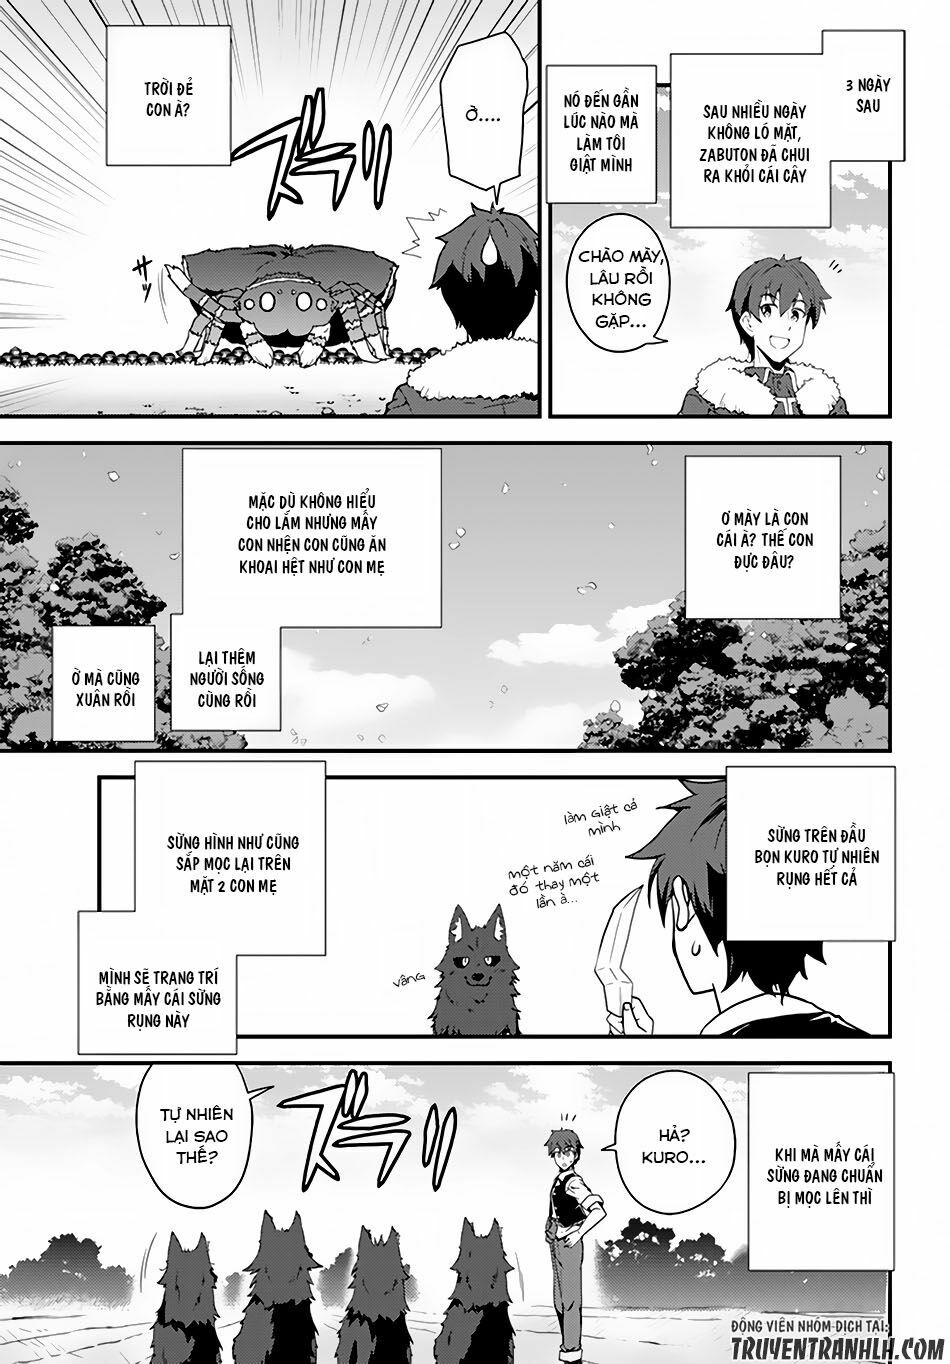 3 NGÀY
SAU
SAU NHIỀU NGÀY
KHÔNG LÓ MẶT,
ZABUTON ĐÃ CHUI
RA KHỎI CÁI CÂY
NÓ ĐẾN GẦN
LÚC NÀO MÀ
LÀM TÔI
GIẬT MÌNH
CHÀO MÀY,
LÂU RỒI
KHÔNG
GẶP...
Ờ....
ズラリ
TRỜI ĐẺ
CON À?
Ơ MÀY LÀ CON
CÁI À? THẾ CON
ĐỰC ĐÂU?
MẶC DÙ KHÔNG HIỂU
CHO LẮM NHƯNG MẤY
CON NHỆN CON CŨNG ĂN
KHOAI HỆT NHƯ CON MẸ
LẠI THÊM
NGƯỜI SỐNG
CÙNG RỒI
Ờ MÀ CŨNG
XUÂN RỒI
SỪNG TRÊN ĐẦU
BỌN KURO TỰ NHIÊN
RỤNG HẾT CẢ
làm giật cả
mình
một năm cái
đó thay một
lần à...
vâng
SỪNG HÌNH NHƯ CŨNG
SẮP MỌC LẠI TRÊN
MẶT 2 CON MẸ
MÌNH SẼ TRANG TRÍ
BẰNG MẤY CÁI SỪNG
RỤNG NÀY
KHI MÀ MẤY CÁI
SỪNG ĐANG CHUẨN
BỊ MỌC LÊN THÌ
HẢ?
KURO...
ズラリ
TỰ NHIÊN
LẠI SAO
THẾ?
ĐỘNG VIÊN NHÓM DỊCH TẠI:
TRUYENTRANHLH.COM